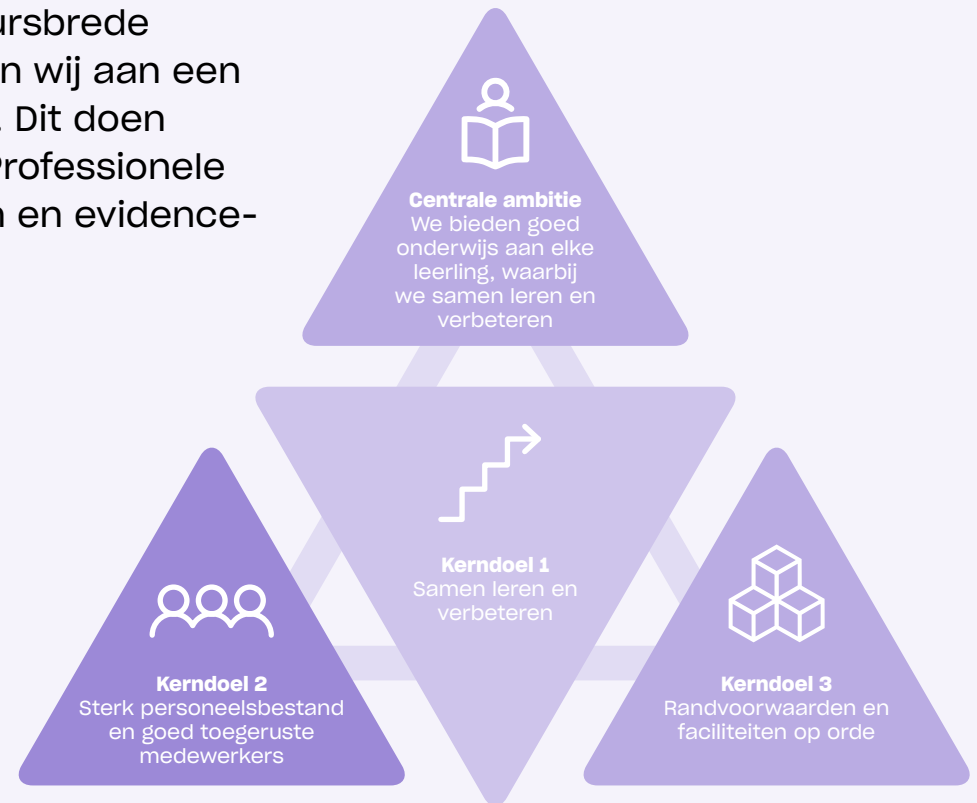 wij aan een
Dit doen
en evidence-
Centrale ambitie
We bieden goed
onderwijs aan elke
leerling, waarbij
we samen leren en
verbeteren
Kerndoel 1
Samen leren en
verbeteren
Kerndoel 2
Sterk personeelsbestand
en goed toegeruste
medewerkers
Kerndoel 3
Randvoorwaarden en
faciliteiten op orde